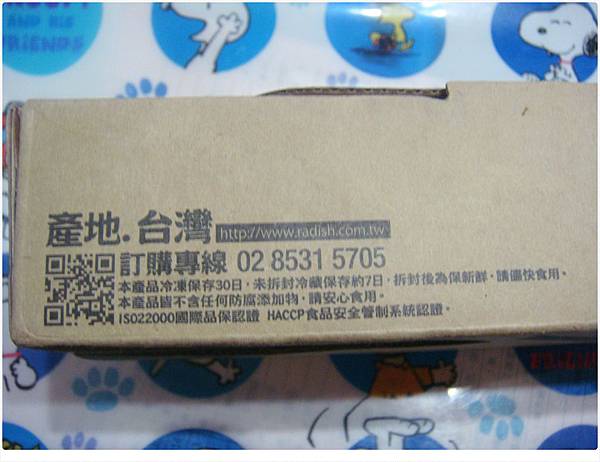 FRIENDS
產地.台灣 http://www.radish.com.tw
訂購專線 02 8531 5705
本產品冷凍保存30日，未拆封冷藏保存約7日，拆封後為保新鮮，請儘快食用。
本產品皆不含任何防腐添加物，請安心食用。
ISO22000國際品保認證 HACCP食品安全管制系統認證。